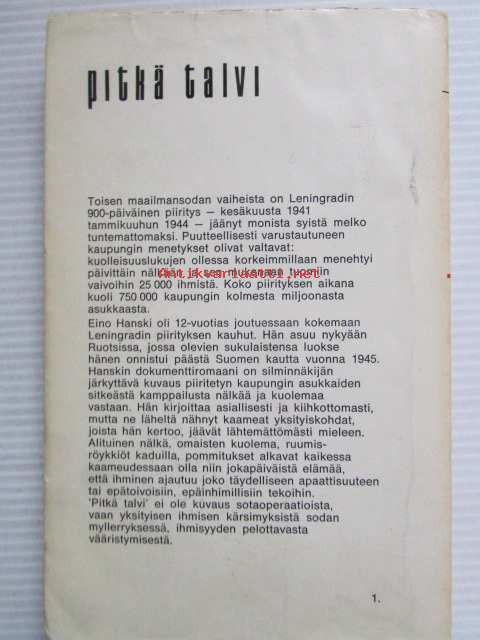 pitkä talvi
Toisen maailmansodan vaiheista on Leningradin
900-päiväinen piiritys — kesäkuusta 1941
tammikuuhun 1944 — jäänyt monista syistä melko
tuntemattomaksi. Puutteellisesti varustautuneen
kaupungin menetykset olivat valtavat:
kuolleisuuslukujen ollessa korkeimmillaan menehtyi
päivittäin nälkään ja sen mukanaan tuomiin
vaivoihin 25 000 ihmistä. Koko piirityksen aikana
kuoli 750 000 kaupungin kolmesta miljoonasta
asukkaasta.
Eino Hanski oli 12-vuotias joutuessaan kokemaan
Leningradin piirityksen kauhut. Hän asuu nykyään
Ruotsissa, jossa olevien sukulaistensa luokse
hänen onnistui päästä Suomen kautta vuonna 1945.
Hanskin dokumenttiromaani on silminnäkijän
järkyttävä kuvaus piiritetyn kaupungin asukkaiden
sitkeästä kamppailusta nälkää ja kuolemaa
vastaan. Hän kirjoittaa asiallisesti ja kiihkottomasti,
mutta ne läheltä nähnyt kaameat yksityiskohdat,
joista hän kertoo, jäävät lähtemättömästi mieleen.
Alituinen nälkä, omaisten kuolema, ruumis-
röykkiöt kaduilla, pommitukset alkavat kaikessa
kaameudessaan olla niin jokapäiväistä elämää,
että ihminen ajautuu joko täydelliseen apaattisuuteen
tai epätoivoisiin, epäinhimillisiin tekoihin.
'Pitkä talvi' ei ole kuvaus sotaoperaatioista,
vaan yksityisen ihmisen kärsimyksistä sodan
myllerryksessä, ihmisyyden pelottavasta
vääristymisestä.
1.